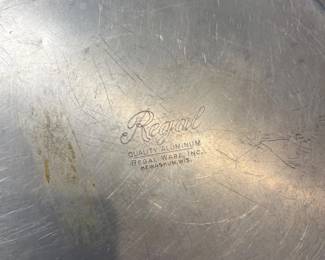 Regal
QUALITY ALUMINUM
REGAL WARE, INC.
KEWASKUM, WIS.